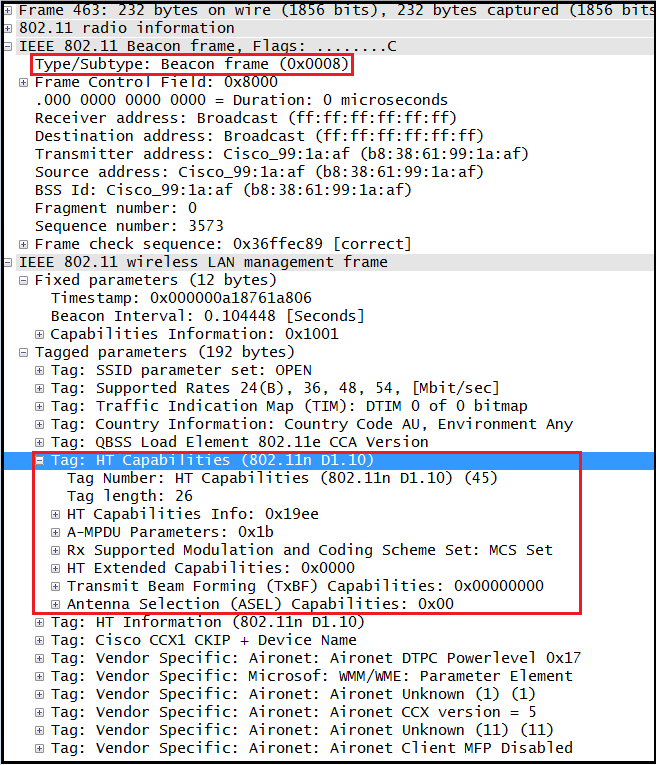 Frame 463: 232 bytes on wire (1856 bits), 232 bytes captured (1856 bits
802.11 radio information
IEEE 802.11 Beacon frame, Flags: ........C
Type/Subtype: Beacon frame (0x0008)
Frame Control Field: 0x8000
.000 0000 0000 0000 = Duration: 0 microseconds
Receiver address: Broadcast (ff:ff:ff:ff:ff:ff)
Destination address: Broadcast (ff:ff:ff:ff:ff:ff)
Transmitter address: Cisco_99:1a:af (b8:38:61:99:1a:af)
Source address: Cisco_99:1a:af (b8:38:61:99:1a:af)
BSS Id: Cisco_99:1a:af (b8:38:61:99:1a:af)
Fragment number: 0
Sequence number: 3573
Frame check sequence: 0x36ffec89 [correct]
IEEE 802.11 wireless LAN management frame
Fixed parameters (12 bytes)
Timestamp: 0x000000a18761a806
Beacon Interval: 0.104448 [Seconds]
Capabilities Information: 0x1001
Tagged parameters (192 bytes)
Tag: SSID parameter set: OPEN
Tag: Supported Rates 24(B), 36, 48, 54, [Mbit/sec]
Tag: Traffic Indication Map (TIM): DTIM 0 of 0 bitmap
Tag: Country Information: Country Code AU, Environment Any
Tag: QBSS Load Element 802.11e CCA Version
Tag: HT Capabilities (802.11n D1.10)
Tag Number: HT Capabilities (802.11n D1.10) (45)
Tag length: 26
HT Capabilities Info: 0x19ee
A-MPDU Parameters: 0x1b
Rx Supported Modulation and Coding Scheme Set: MCS Set
HT Extended Capabilities: 0x0000
Transmit Beam Forming (TxBF) Capabilities: 0x00000000
Antenna Selection (ASEL) Capabilities: 0x00
Tag: HT Information (802.11n D1.10)
Tag: Cisco CCX1 CKIP + Device Name
Tag: Vendor Specific: Aironet: Aironet DTPC Powerlevel 0x17
Tag: Vendor Specific: Microsof: WMM/WME: Parameter Element
Tag: Vendor Specific: Aironet: Aironet Unknown (1) (1)
Tag: Vendor Specific: Aironet: Aironet CCX version = 5
Tag: Vendor Specific: Aironet: Aironet Unknown (11) (11)
Tag: Vendor Specific: Aironet: Aironet Client MFP Disabled